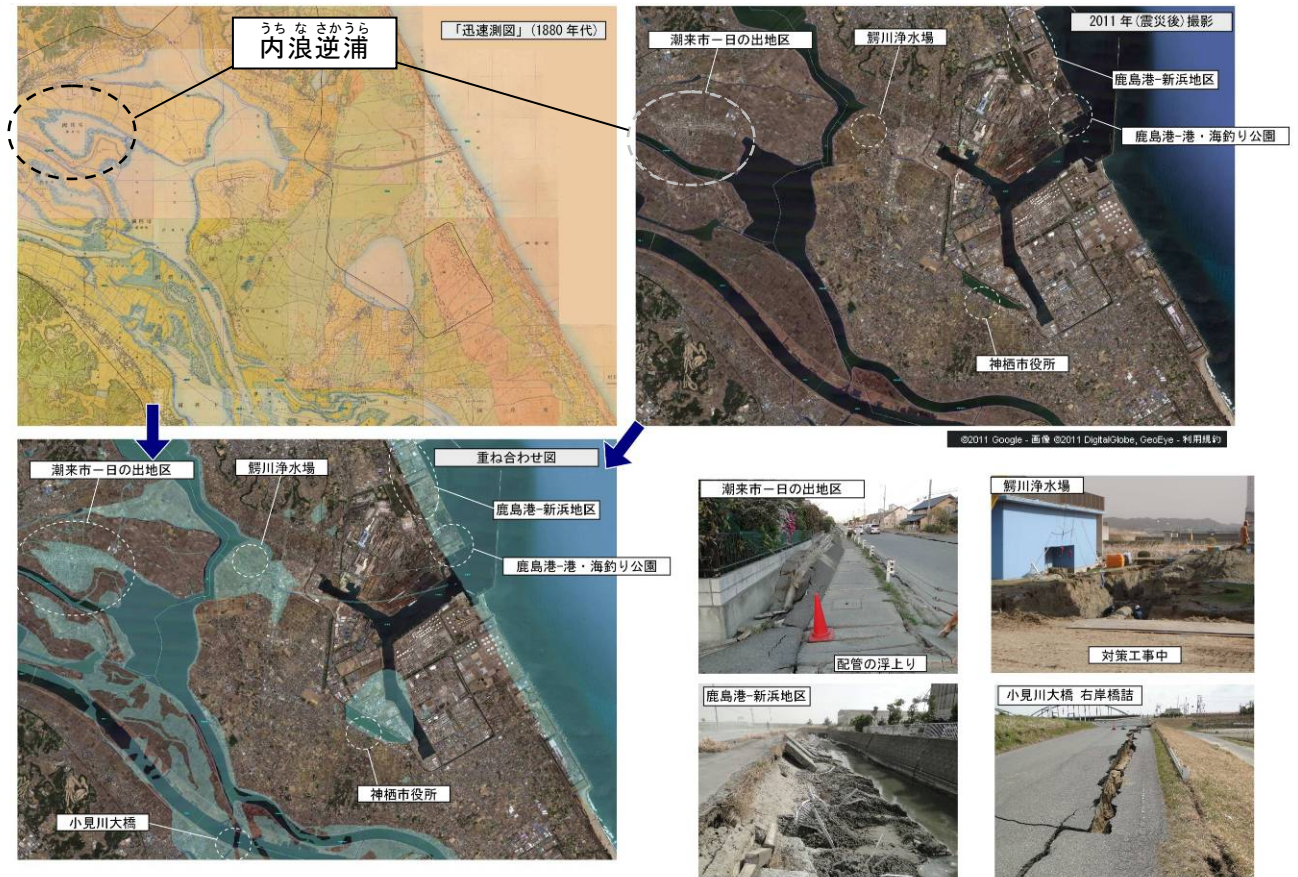 うち な さかうら
内浪逆浦
「迅速測図」(1880 年代)
2011 年(震災後)撮影
潮来市ー日の出地区
鰐川浄水場
鹿島港-新浜地区
鹿島港-港・海釣り公園
神栖市役所
©2011 Google - 画像 ©2011 DigitalGlobe, GeoEye - 利用規約
重ね合わせ図
潮来市ー日の出地区
鰐川浄水場
鹿島港-新浜地区
鹿島港-港・海釣り公園
神栖市役所
小見川大橋
潮来市ー日の出地区
配管の浮上り
鰐川浄水場
対策工事中
鹿島港-新浜地区
小見川大橋 右岸橋詰